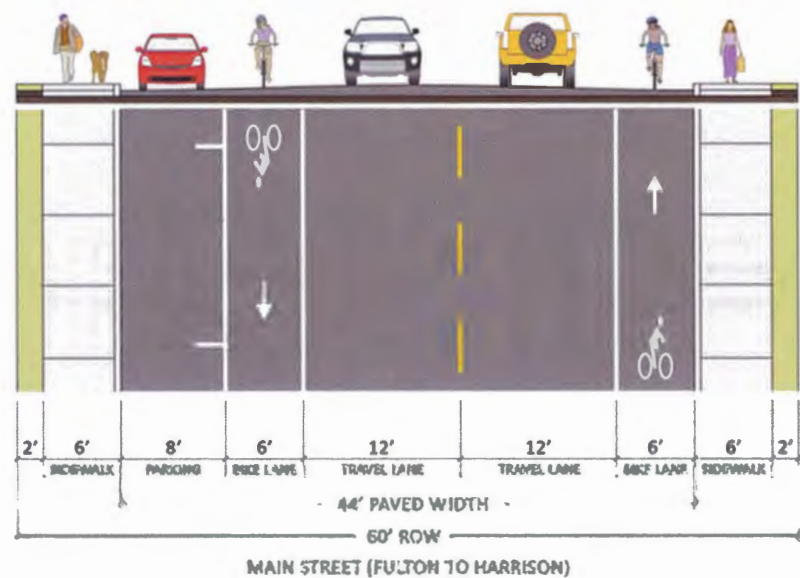 2' 6' 8' 6' 12' 12' 6' 6' 2'
SIDEWALK PARKING BIKE LANE TRAVEL LANE TRAVEL LANE BIKE LANE SIDEWALK
44' PAVED WIDTH
60' ROW
MAIN STREET (FULTON TO HARRISON)